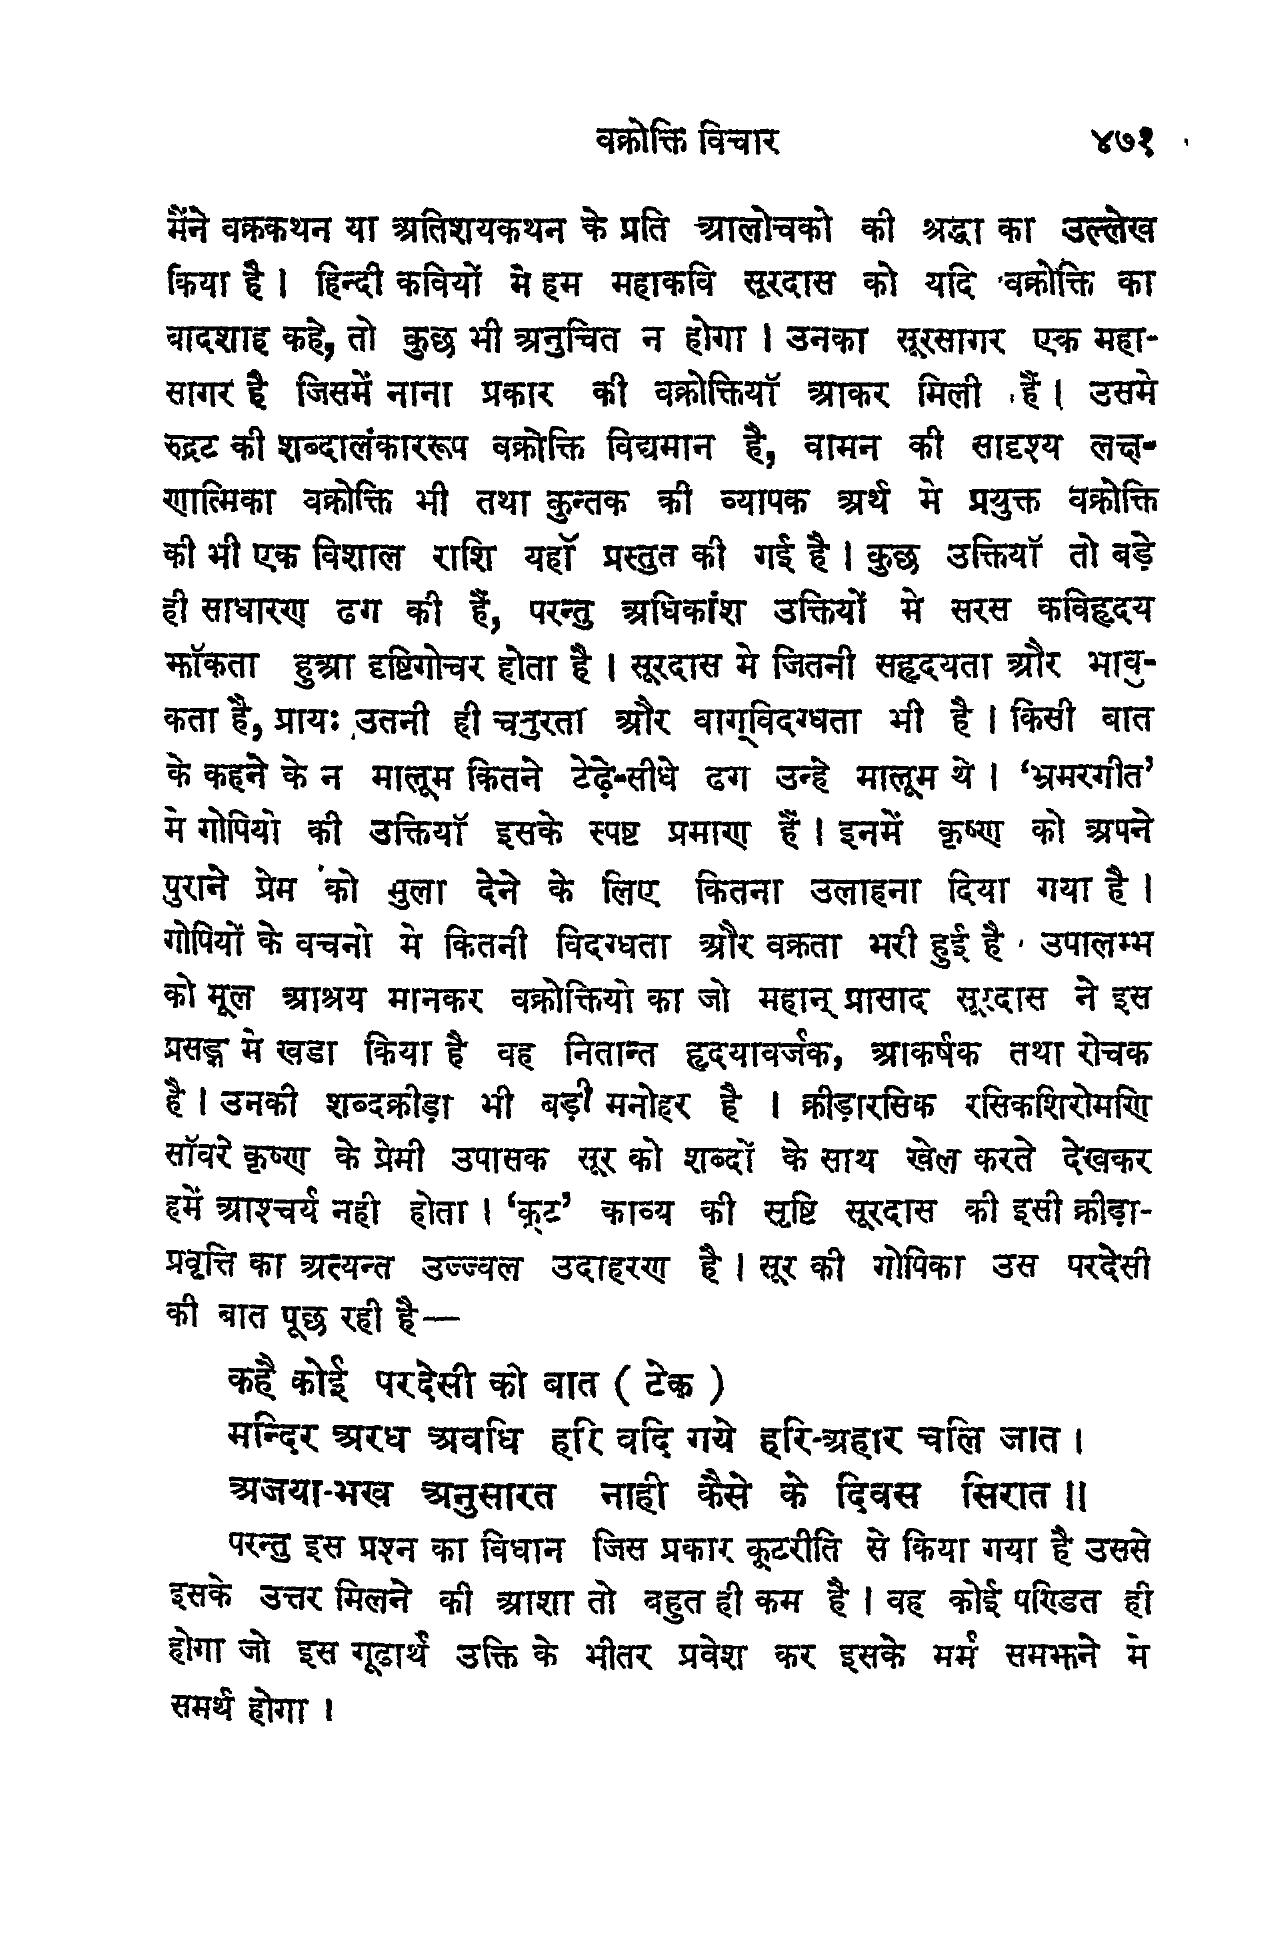 वक्रोक्ति विचार ४७१
मैंने वक्रकथन या अतिशयकथन के प्रति आलोचको की श्रद्धा का उल्लेख
किया है । हिन्दी कवियों मे हम महाकवि सूरदास को यदि वक्रोक्ति का
बादशाह कहे, तो कुछ भी अनुचित न होगा । उनका सूरसागर एक महा-
सागर है जिसमें नाना प्रकार की वक्रोक्तियॉ आकर मिली हैं । उसमे
रुद्रट की शब्दालंकाररूप वक्रोक्ति विद्यमान है, वामन की सादृश्य लक्ष-
णात्मिका वक्रोक्ति भी तथा कुन्तक की व्यापक अर्थ मे प्रयुक्त वक्रोक्ति
की भी एक विशाल राशि यहॉ प्रस्तुत की गई है । कुछ उक्तियॉ तो बड़े
ही साधारण ढग की हैं, परन्तु अधिकांश उक्तियों मे सरस कविहृदय
झॉकता हुआ दृष्टिगोचर होता है । सूरदास मे जितनी सहृदयता और भावु-
कता है, प्रायः उतनी ही चतुरता और वाग्विदग्धता भी है । किसी बात
के कहने के न मालूम कितने टेढ़े-सीधे ढग उन्हे मालूम थे । ‘भ्रमरगीत’
मे गोपियो की उक्तियॉ इसके स्पष्ट प्रमाण हैं । इनमें कृष्ण को अपने
पुराने प्रेम को भुला देने के लिए कितना उलाहना दिया गया है ।
गोपियों के वचनो मे कितनी विदग्धता और वक्रता भरी हुई है · उपालम्भ
को मूल आश्रय मानकर वक्रोक्तियो का जो महान् प्रासाद सूरदास ने इस
प्रसङ्ग मे खडा किया है वह नितान्त हृदयावर्जक, आकर्षक तथा रोचक
है । उनकी शब्दक्रीड़ा भी बड़ी मनोहर है । क्रीड़ारसिक रसिकशिरोमणि
सॉवरे कृष्ण के प्रेमी उपासक सूर को शब्दों के साथ खेल करते देखकर
हमें आश्चर्य नही होता । ‘कूट’ काव्य की सृष्टि सूरदास की इसी क्रीड़ा-
प्रवृत्ति का अत्यन्त उज्ज्वल उदाहरण है । सूर की गोपिका उस परदेसी
की बात पूछ रही है—
कहै कोई परदेसी को बात ( टेक )
मन्दिर अरध अवधि हरि वदि गये हरि-अहार चलि जात ।
अजया-भख अनुसारत नाही कैसे के दिवस सिरात ॥
परन्तु इस प्रश्न का विधान जिस प्रकार कूटरीति से किया गया है उससे
इसके उत्तर मिलने की आशा तो बहुत ही कम है । वह कोई पण्डित ही
होगा जो इस गूढार्थ उक्ति के भीतर प्रवेश कर इसके मर्म समझने मे
समर्थ होगा ।